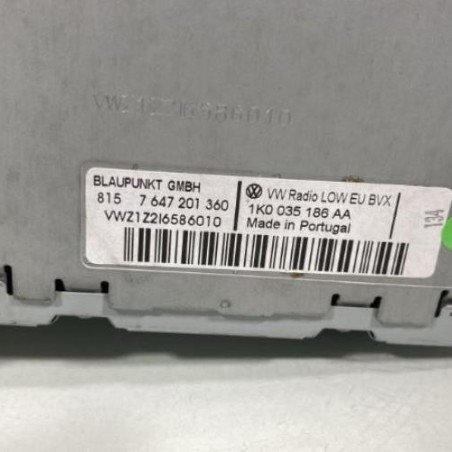 VWZ1Z2I6586010
BLAUPUNKT GMBH
815 7 647 201 360
VWZ1Z2I6586010
VW Radio LOW EU BVX
1K0 035 186 AA
Made in Portugal
134